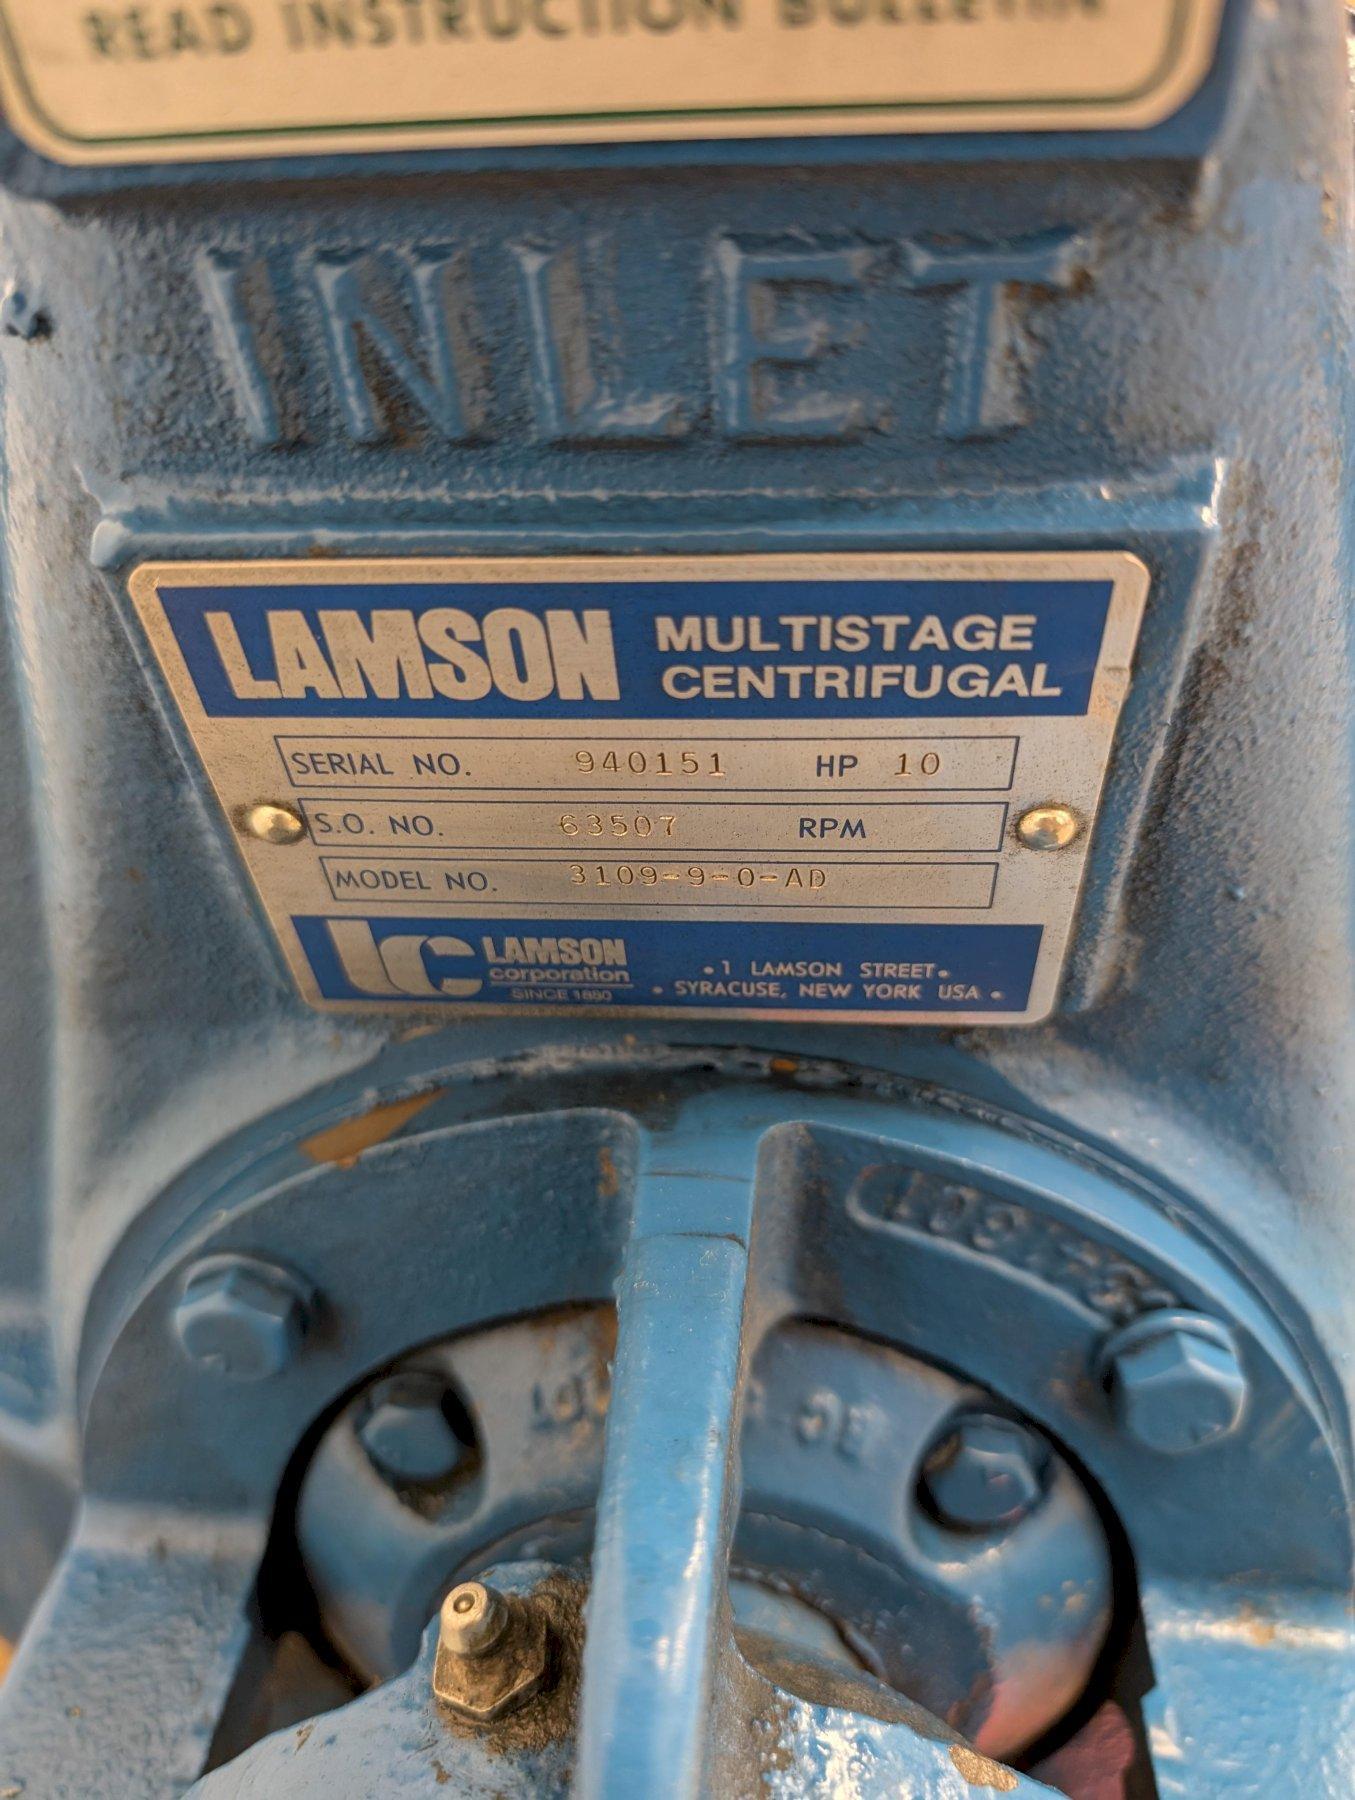 READ INSTRUCTION BULLETIN
INLET
LAMSON MULTISTAGE CENTRIFUGAL
SERIAL NO. 940151 HP 10
S.O. NO. 63507 RPM
MODEL NO. 3109-9-0-AD
lc LAMSON
corporation
SINCE 1880
• 1 LAMSON STREET •
• SYRACUSE, NEW YORK USA •